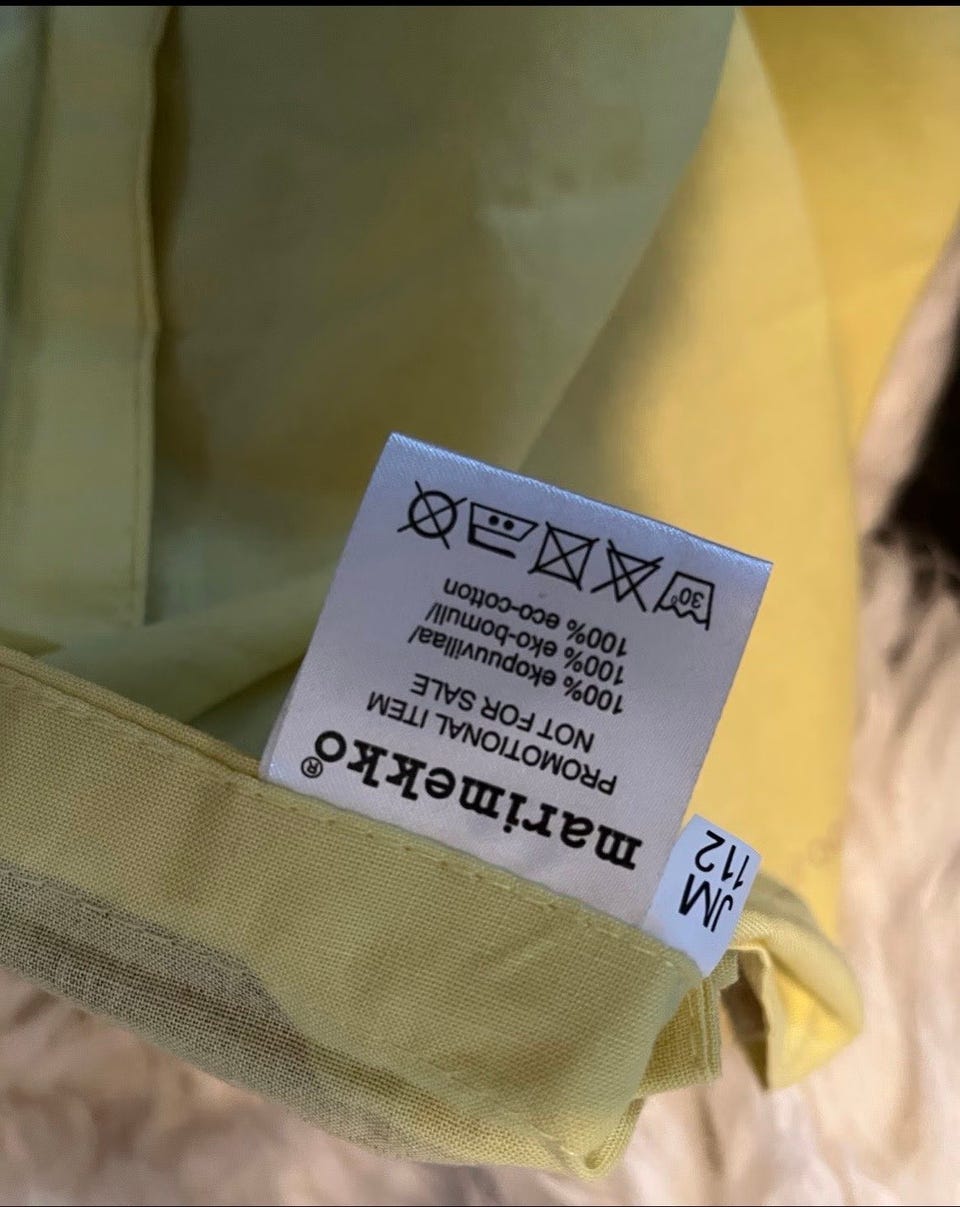 marimekko®
PROMOTIONAL ITEM
NOT FOR SALE
100% ekopuuvillaa/
100% eko-bomull/
100% eco-cotton
30°
JM
112